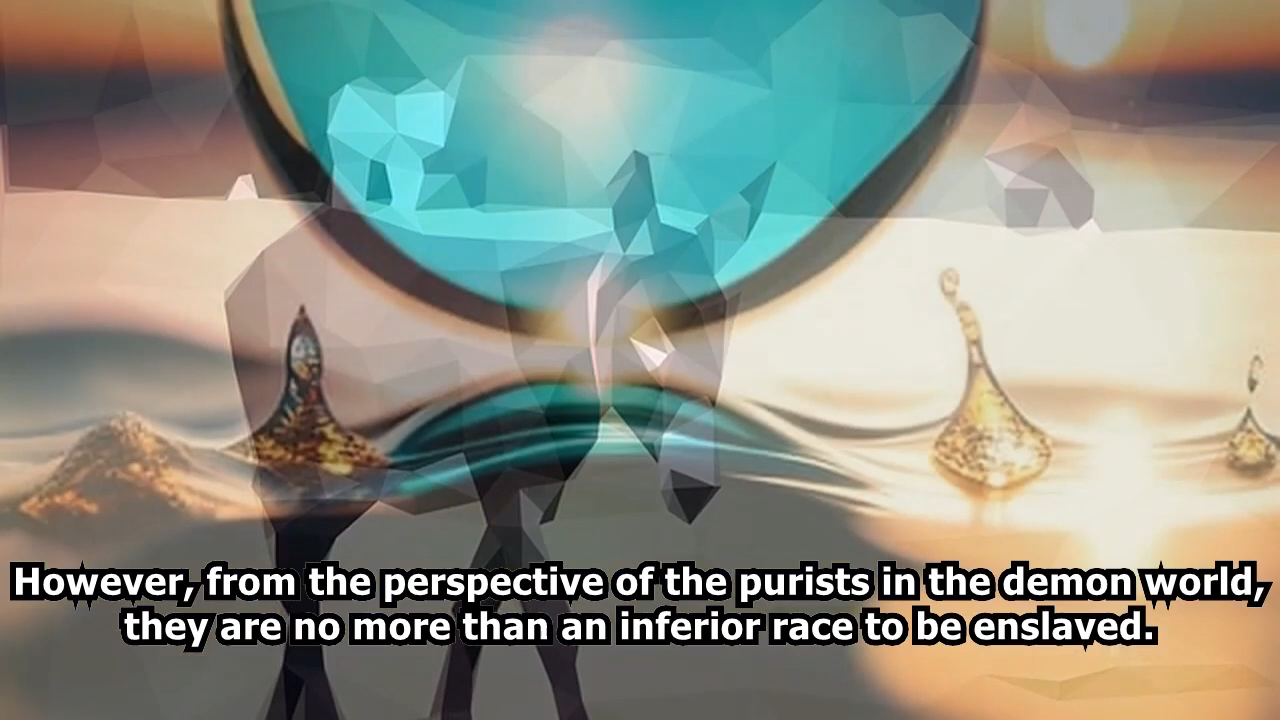 However, from the perspective of the purists in the demon world,
they are no more than an inferior race to be enslaved.